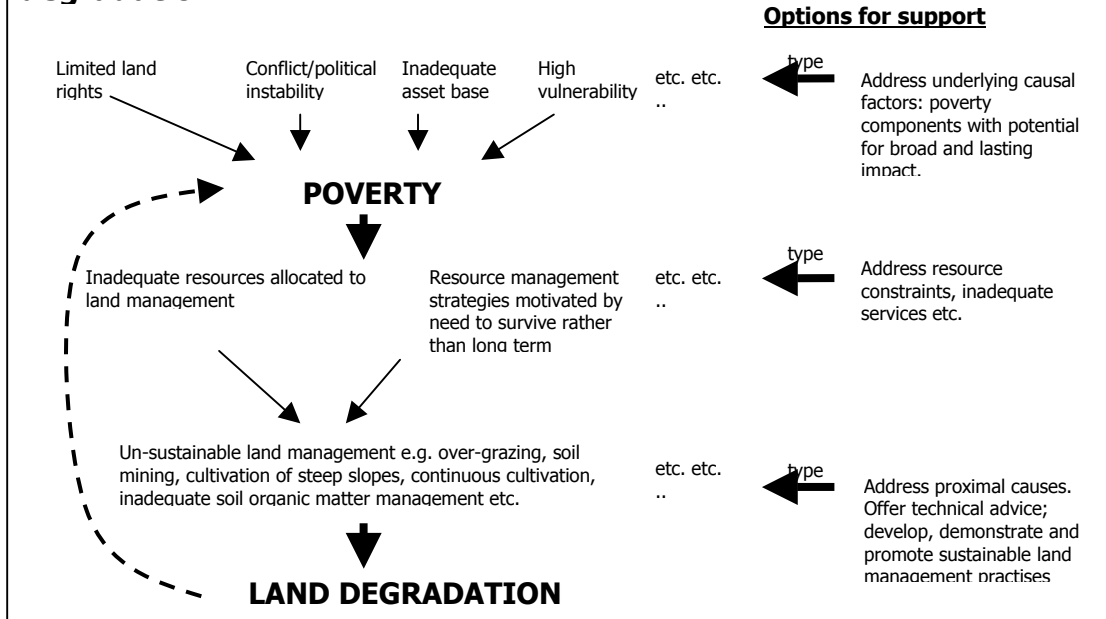 Options for support
Limited land
rights
Conflict/political
instability
Inadequate
asset base
High
vulnerability
etc. etc.
..
type
Address underlying causal
factors: poverty
components with potential
for broad and lasting
impact.
POVERTY
Inadequate resources allocated to
land management
Resource management
strategies motivated by
need to survive rather
than long term
etc. etc.
..
type
Address resource
constraints, inadequate
services etc.
Un-sustainable land management e.g. over-grazing, soil
mining, cultivation of steep slopes, continuous cultivation,
inadequate soil organic matter management etc.
etc. etc.
..
type
Address proximal causes.
Offer technical advice;
develop, demonstrate and
promote sustainable land
management practises
LAND DEGRADATION